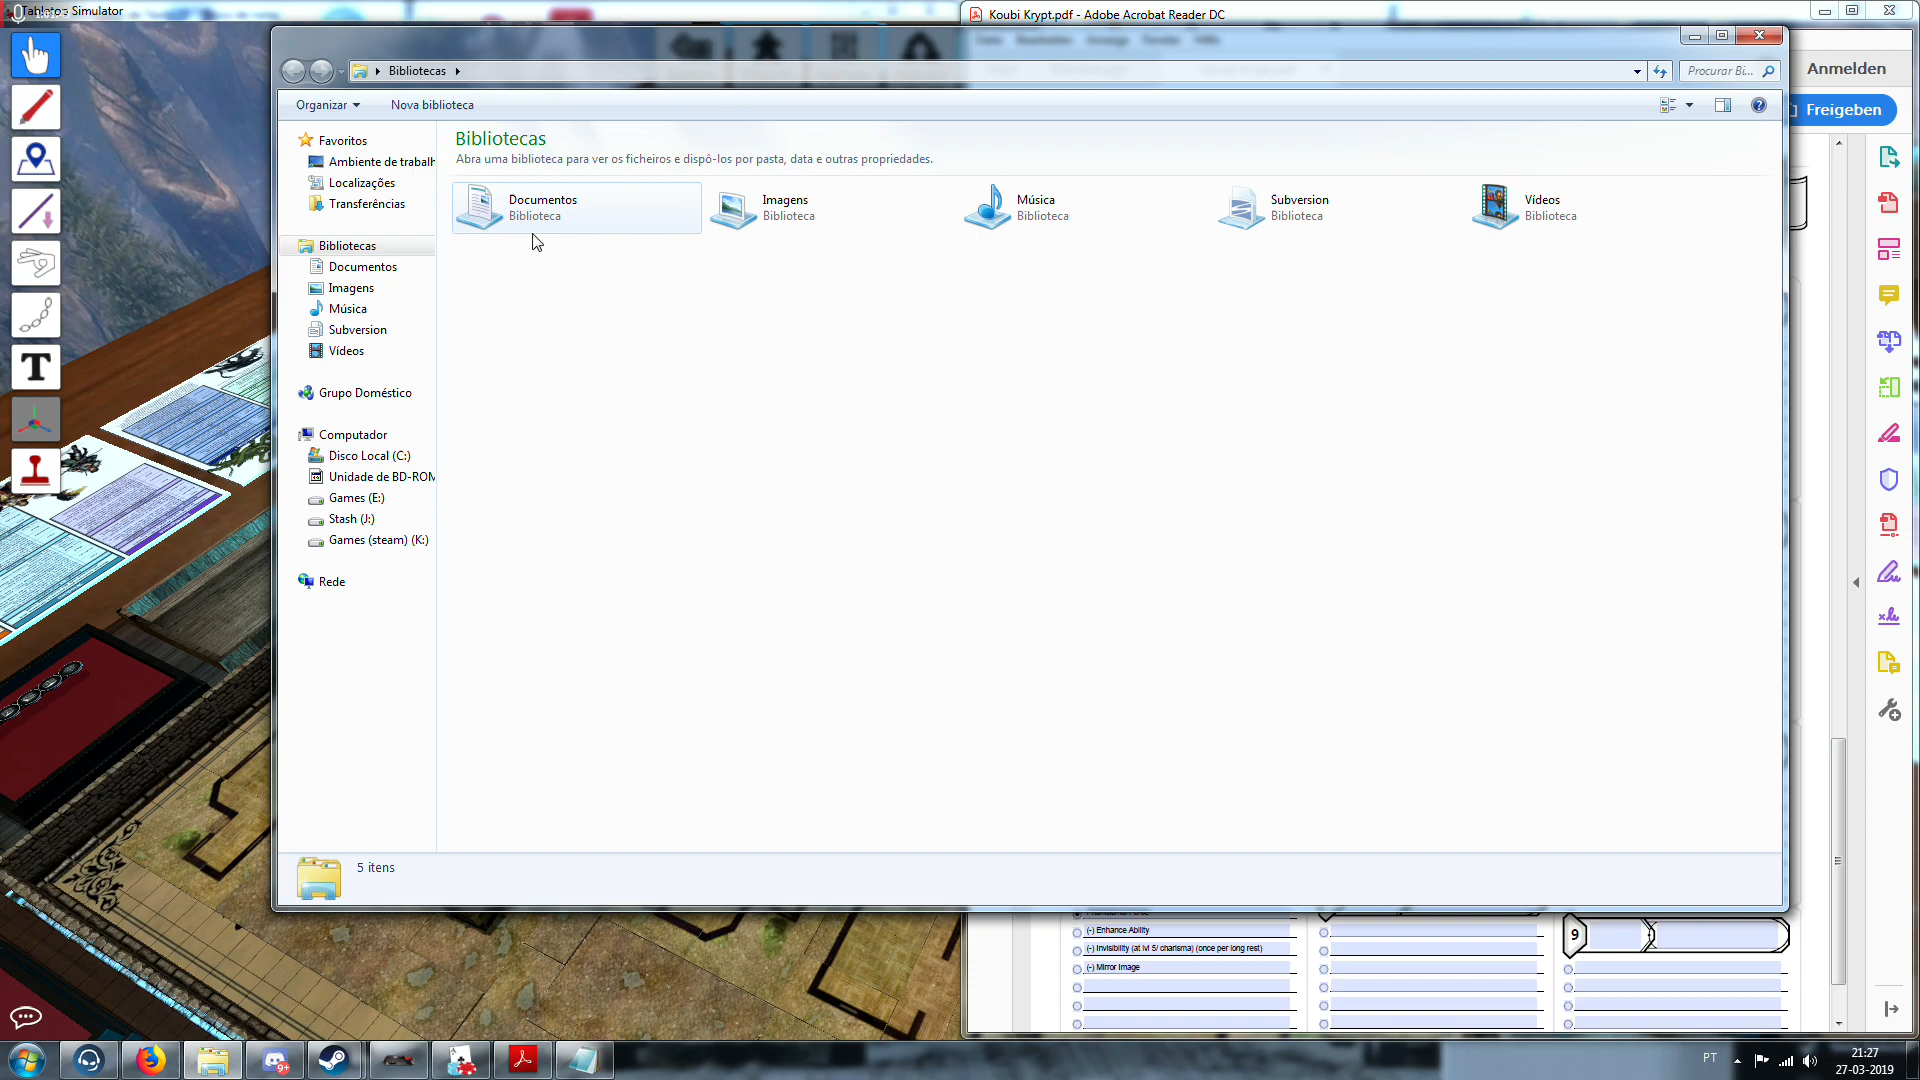 Tabletop Simulator
Koubi Krypt.pdf - Adobe Acrobat Reader DC
Bibliotecas
Procurar Bi...
Anmelden
Organizar
Nova biblioteca
Freigeben
Favoritos
Ambiente de trabalh
Localizações
Transferências
Bibliotecas
Documentos
Imagens
Música
Subversion
Vídeos
Grupo Doméstico
Computador
Disco Local (C:)
Unidade de BD-ROM
Games (E:)
Stash (J:)
Games (steam) (K:)
Rede
Bibliotecas
Abra uma biblioteca para ver os ficheiros e dispô-los por pasta, data e outras propriedades.
Documentos
Biblioteca
Imagens
Biblioteca
Música
Biblioteca
Subversion
Biblioteca
Vídeos
Biblioteca
5 itens
(-) Enhance Ability
(-) Invisibility (at lvl 5/ charisma) (once per long rest)
(-) Mirror Image
9
T
9+
PT
21:27
27-03-2019